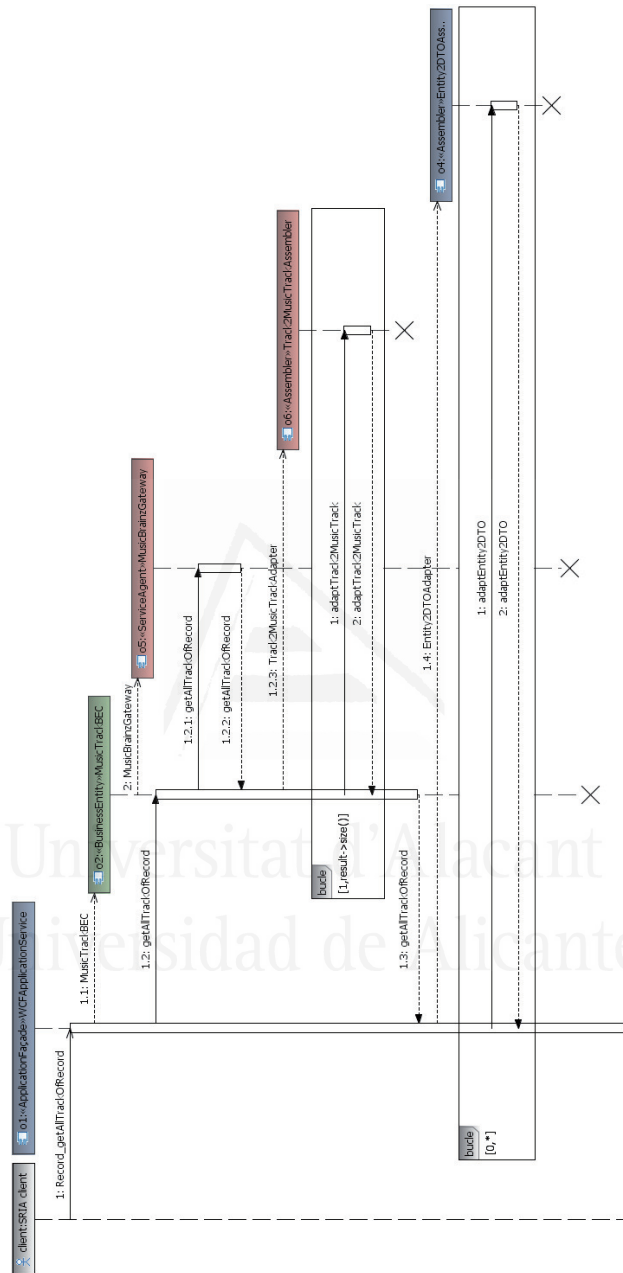 client:SRIA client
o1:«ApplicationFaçade»WCFApplicationService
o2:«BusinessEntity»MusicTrackBEC
o5:«ServiceAgent»MusicBrainzGateway
o6:«Assembler»Track2MusicTrackAssembler
o4:«Assembler»Entity2DTOAss..
1: Record_getAllTrackOfRecord
1.1: MusicTrackBEC
2: MusicBrainzGateway
1.2: getAllTrackOfRecord
1.2.1: getAllTrackOfRecord
1.2.2: getAllTrackOfRecord
1.2.3: Track2MusicTrackAdapter
bucle
[1,result->size()]
1: adaptTrack2MusicTrack
2: adaptTrack2MusicTrack
1.3: getAllTrackOfRecord
1.4: Entity2DTOAdapter
bucle
[0,*]
1: adaptEntity2DTO
2: adaptEntity2DTO
Universitat d'Alacant
Universidad de Alicante